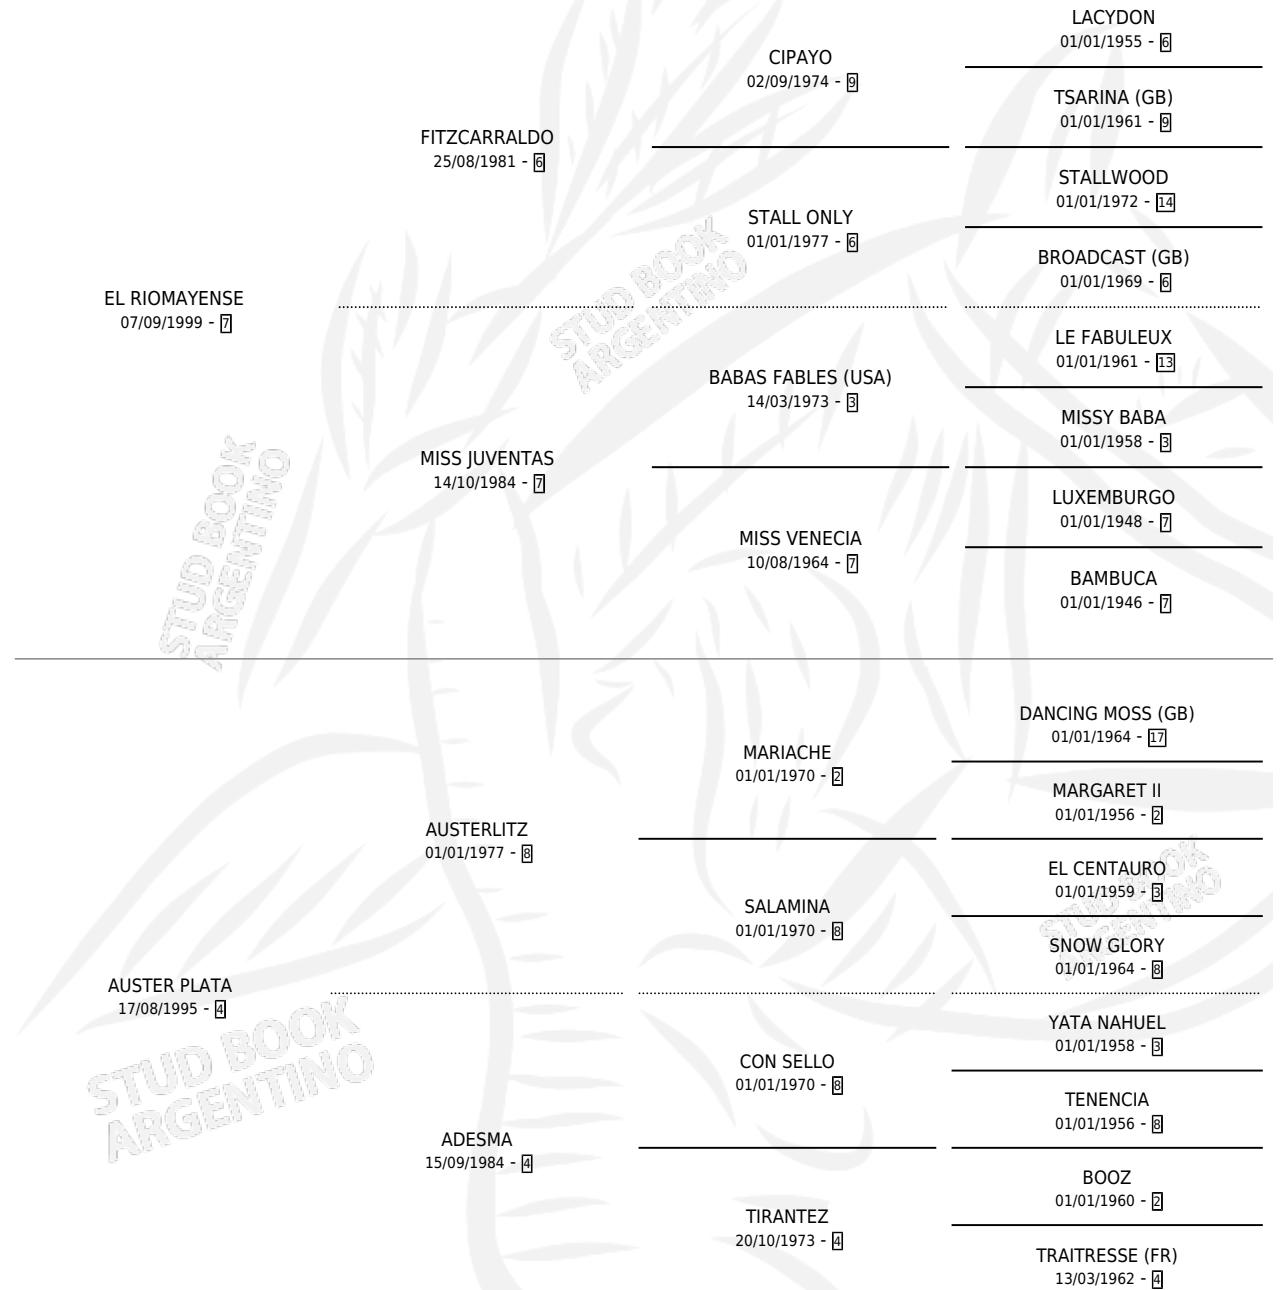 LACYDON
01/01/1955 - 6
CIPAYO
02/09/1974 - 9
TSARINA (GB)
01/01/1961 - 9
FITZCARRALDO
25/08/1981 - 6
STALLWOOD
01/01/1972 - 14
STALL ONLY
01/01/1977 - 6
BROADCAST (GB)
01/01/1969 - 6
EL RIOMAYENSE
07/09/1999 - 7
LE FABULEUX
01/01/1961 - 13
BABAS FABLES (USA)
14/03/1973 - 3
MISSY BABA
01/01/1958 - 3
MISS JUVENTAS
14/10/1984 - 7
LUXEMBURGO
01/01/1948 - 7
MISS VENECIA
10/08/1964 - 7
BAMBUCA
01/01/1946 - 7
DANCING MOSS (GB)
01/01/1964 - 17
MARIACHE
01/01/1970 - 2
MARGARET II
01/01/1956 - 2
AUSTERLITZ
01/01/1977 - 8
EL CENTAURO
01/01/1959 - 3
SALAMINA
01/01/1970 - 8
SNOW GLORY
01/01/1964 - 8
AUSTER PLATA
17/08/1995 - 4
YATA NAHUEL
01/01/1958 - 3
CON SELLO
01/01/1970 - 8
TENENCIA
01/01/1956 - 8
ADESMA
15/09/1984 - 4
BOOZ
01/01/1960 - 2
TIRANTEZ
20/10/1973 - 4
TRAITRESSE (FR)
13/03/1962 - 4
STUD BOOK
ARGENTINO
STUD BOOK
ARGENTINO
STUD BOOK
ARGENTINO
STUD BOOK
ARGENTINO